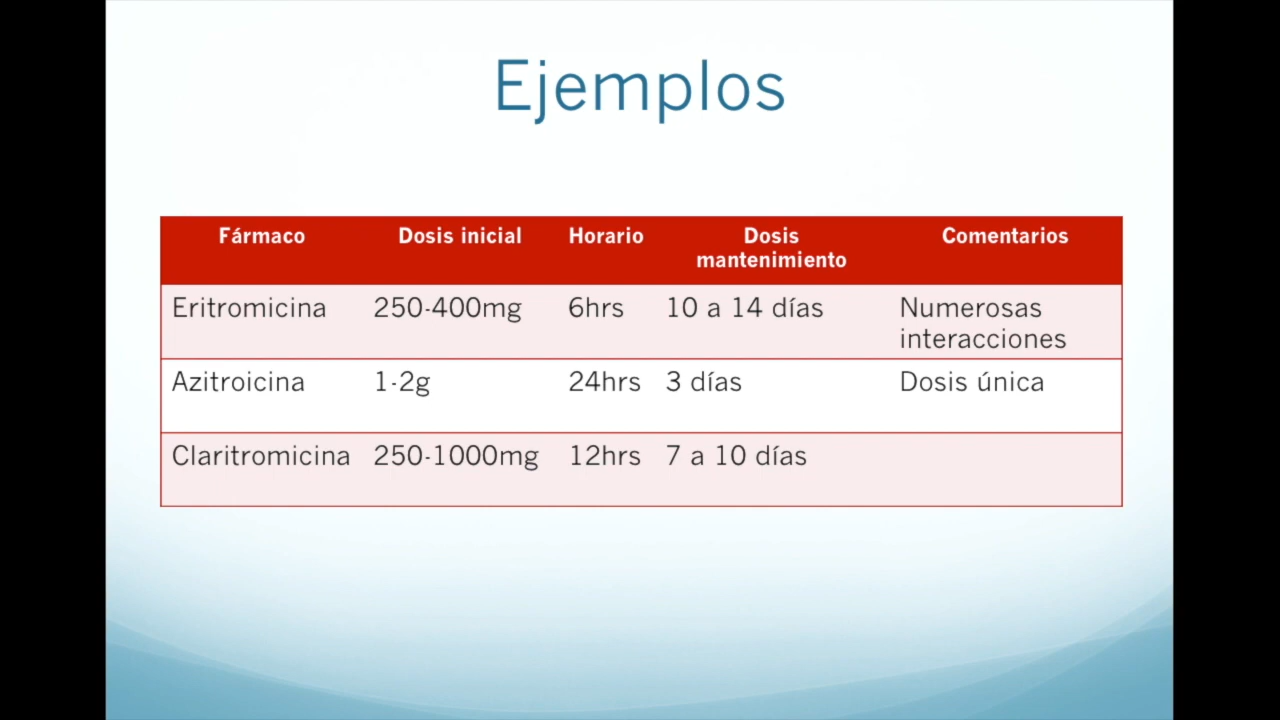 Ejemplos
Fármaco Dosis inicial Horario Dosis mantenimiento Comentarios
Eritromicina 250-400mg 6hrs 10 a 14 días Numerosas interacciones
Azitroicina 1-2g 24hrs 3 días Dosis única
Claritromicina 250-1000mg 12hrs 7 a 10 días